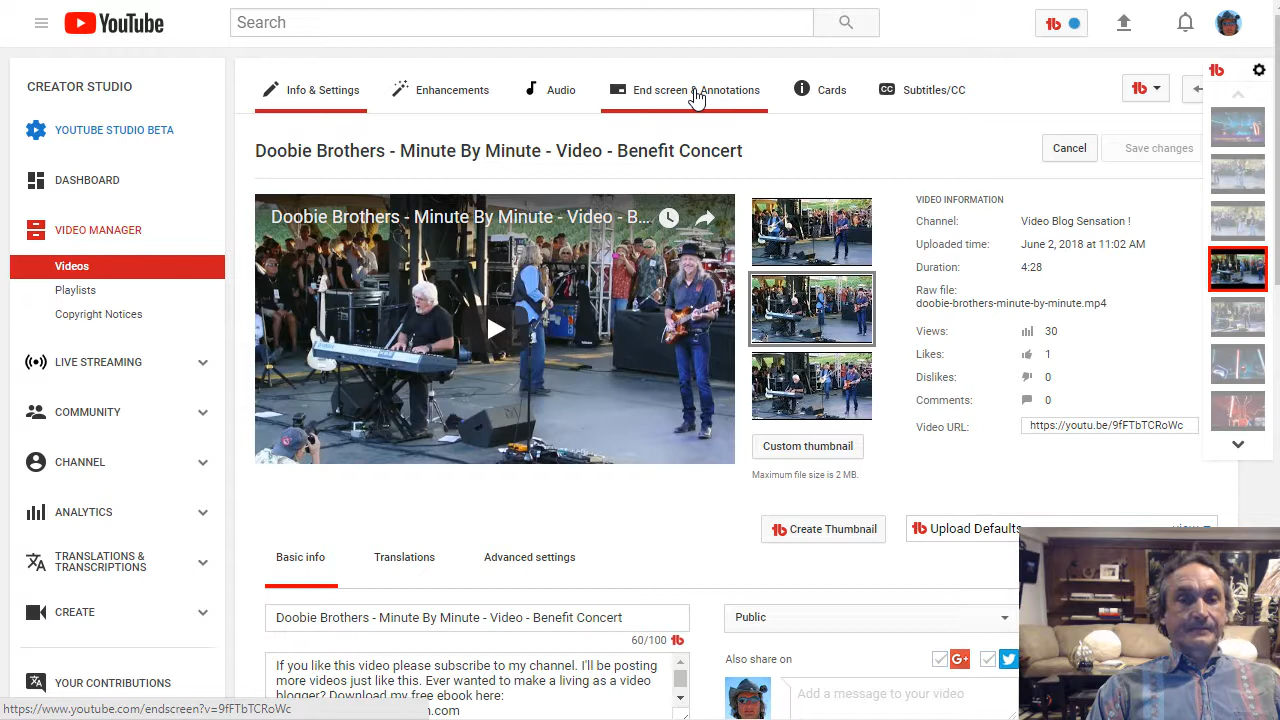 YouTube
Search
CREATOR STUDIO
YOUTUBE STUDIO BETA
DASHBOARD
VIDEO MANAGER
Videos
Playlists
Copyright Notices
LIVE STREAMING
COMMUNITY
CHANNEL
ANALYTICS
TRANSLATIONS &
TRANSCRIPTIONS
CREATE
YOUR CONTRIBUTIONS
https://www.youtube.com/endscreen?v=9fFTbTCRoWc
Info & Settings
Enhancements
Audio
End screen & Annotations
Cards
CC Subtitles/CC
Doobie Brothers - Minute By Minute - Video - Benefit Concert
Cancel
Save changes
Doobie Brothers - Minute By Minute - Video - B...
Custom thumbnail
Maximum file size is 2 MB.
VIDEO INFORMATION
Channel: Video Blog Sensation !
Uploaded time: June 2, 2018 at 11:02 AM
Duration: 4:28
Raw file:
doobie-brothers-minute-by-minute.mp4
Views: 30
Likes: 1
Dislikes: 0
Comments: 0
Video URL: https://youtu.be/9fFTbTCRoWc
tb Create Thumbnail
tb Upload Defaults
Basic info
Translations
Advanced settings
Doobie Brothers - Minute By Minute - Video - Benefit Concert
60/100 tb
If you like this video please subscribe to my channel. I'll be posting
more videos just like this. Ever wanted to make a living as a video
blogger? Download my free ebook here:
Public
Also share on
G+
Add a message to your video